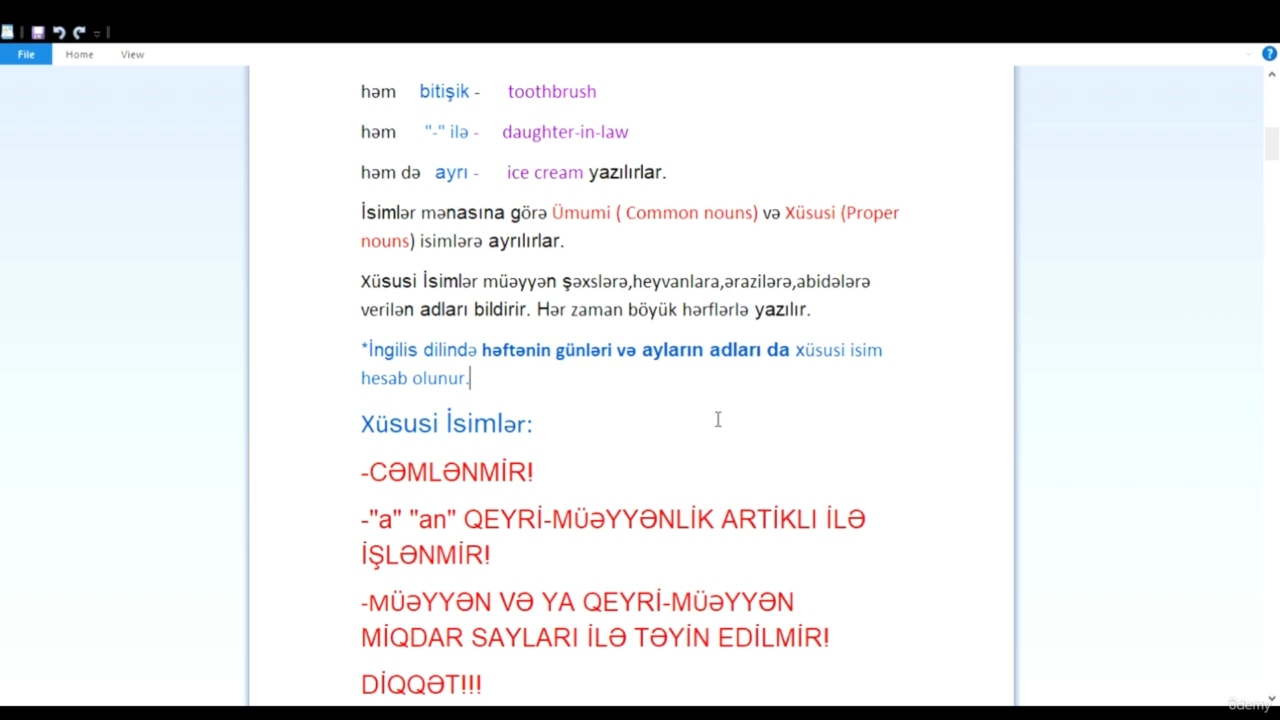 File Home View
həm bitişik - toothbrush
həm "-" ilə - daughter-in-law
həm də ayrı - ice cream yazılırlar.
İsimlər mənasına görə Ümumi ( Common nouns) və Xüsusi (Proper
nouns) isimlərə ayrılırlar.
Xüsusi İsimlər müəyyən şəxslərə,heyvanlara,ərazilərə,abidələrə
verilən adları bildirir. Hər zaman böyük hərflərlə yazılır.
*İngilis dilində həftənin günləri və ayların adları da xüsusi isim
hesab olunur.
Xüsusi İsimlər:
-CƏMLƏNMİR!
-"a" "an" QEYRİ-MÜəYYƏNLİK ARTİKLI İLƏ
İŞLƏNMİR!
-MÜəYYƏN VƏ YA QEYRİ-MÜəYYƏN
MİQDAR SAYLARI İLƏ TƏYİN EDİLMİR!
DİQQƏT!!!
ûdemy